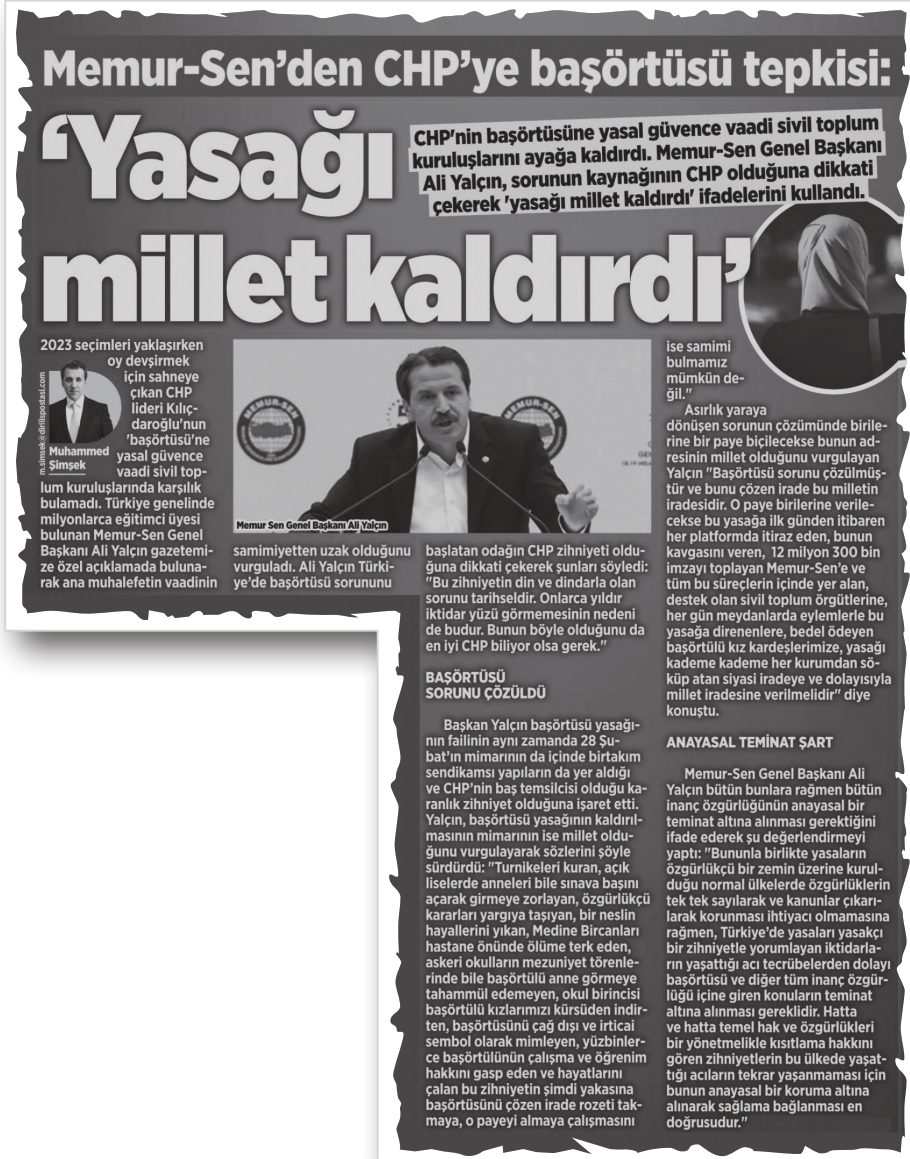 Memur-Sen’den CHP’ye başörtüsü tepkisi:
‘Yasağı
millet kaldırdı’
CHP'nin başörtüsüne yasal güvence vaadi sivil toplum
kuruluşlarını ayağa kaldırdı. Memur-Sen Genel Başkanı
Ali Yalçın, sorunun kaynağının CHP olduğuna dikkati
çekerek 'yasağı millet kaldırdı' ifadelerini kullandı.
2023 seçimleri yaklaşırken
oy devşirmek
için sahneye
çıkan CHP
lideri Kılıç-
daroğlu'nun
'başörtüsü'ne
yasal güvence
vaadi sivil top-
lum kuruluşlarında karşılık
bulamadı. Türkiye genelinde
milyonlarca eğitimci üyesi
bulunan Memur-Sen Genel
Başkanı Ali Yalçın gazetemi-
ze özel açıklamada buluna-
rak ana muhalefetin vaadinin
m.simsek@dirilispostasi.com
Muhammed
Şimşek
MEMUR-SEN
MEMUR-SEN
Memur Sen Genel Başkanı Ali Yalçın
samimiyetten uzak olduğunu
vurguladı. Ali Yalçın Türki-
ye’de başörtüsü sorununu
başlatan odağın CHP zihniyeti oldu-
ğuna dikkati çekerek şunları söyledi:
"Bu zihniyetin din ve dindarla olan
sorunu tarihseldir. Onlarca yıldır
iktidar yüzü görmemesinin nedeni
de budur. Bunun böyle olduğunu da
en iyi CHP biliyor olsa gerek."
BAŞÖRTÜSÜ
SORUNU ÇÖZÜLDÜ
Başkan Yalçın başörtüsü yasağı-
nın failinin aynı zamanda 28 Şu-
bat’ın mimarının da içinde birtakım
sendikamsı yapıların da yer aldığı
ve CHP’nin baş temsilcisi olduğu ka-
ranlık zihniyet olduğuna işaret etti.
Yalçın, başörtüsü yasağının kaldırıl-
masının mimarının ise millet oldu-
ğunu vurgulayarak sözlerini şöyle
sürdürdü: "Turnikeleri kuran, açık
liselerde anneleri bile sınava başını
açarak girmeye zorlayan, özgürlükçü
kararları yargıya taşıyan, bir neslin
hayallerini yıkan, Medine Bircanları
hastane önünde ölüme terk eden,
askeri okulların mezuniyet törenle-
rinde bile başörtülü anne görmeye
tahammül edemeyen, okul birincisi
başörtülü kızlarımızı kürsüden indir-
ten, başörtüsünü çağ dışı ve irticai
sembol olarak mimleyen, yüzbinler-
ce başörtülünün çalışma ve öğrenim
hakkını gasp eden ve hayatlarını
çalan bu zihniyetin şimdi yakasına
başörtüsünü çözen irade rozeti tak-
maya, o payeyi almaya çalışmasını
ise samimi
bulmamız
mümkün de-
ğil."
Asırlık yaraya
dönüşen sorunun çözümünde birile-
rine bir paye biçilecekse bunun ad-
resinin millet olduğunu vurgulayan
Yalçın "Başörtüsü sorunu çözülmüş-
tür ve bunu çözen irade bu milletin
iradesidir. O paye birilerine verile-
cekse bu yasağa ilk günden itibaren
her platformda itiraz eden, bunun
kavgasını veren, 12 milyon 300 bin
imzayı toplayan Memur-Sen’e ve
tüm bu süreçlerin içinde yer alan,
destek olan sivil toplum örgütlerine,
her gün meydanlarda eylemlerle bu
yasağa direnenlere, bedel ödeyen
başörtülü kız kardeşlerimize, yasağı
kademe kademe her kurumdan sö-
küp atan siyasi iradeye ve dolayısıyla
millet iradesine verilmelidir" diye
konuştu.
ANAYASAL TEMİNAT ŞART
Memur-Sen Genel Başkanı Ali
Yalçın bütün bunlara rağmen bütün
inanç özgürlüğünün anayasal bir
teminat altına alınması gerektiğini
ifade ederek şu değerlendirmeyi
yaptı: "Bununla birlikte yasaların
özgürlükçü bir zemin üzerine kurul-
duğu normal ülkelerde özgürlüklerin
tek tek sayılarak ve kanunlar çıkarı-
larak korunması ihtiyacı olmamasına
rağmen, Türkiye’de yasaları yasakçı
bir zihniyetle yorumlayan iktidarla-
rın yaşattığı acı tecrübelerden dolayı
başörtüsü ve diğer tüm inanç özgür-
lüğü içine giren konuların teminat
altına alınması gereklidir. Hatta
ve hatta temel hak ve özgürlükleri
bir yönetmelikle kısıtlama hakkını
gören zihniyetlerin bu ülkede yaşat-
tığı acıların tekrar yaşanmaması için
bunun anayasal bir koruma altına
alınarak sağlama bağlanması en
doğrusudur."